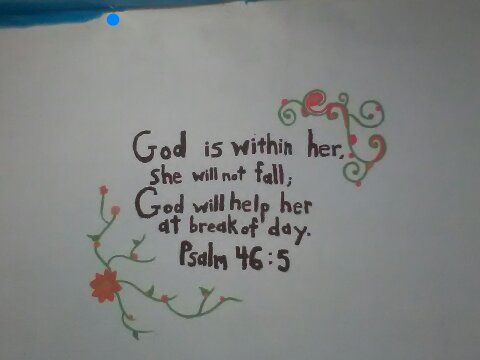 God is within her,
she will not fall;
God will help her
at break of day.
Psalm 46:5